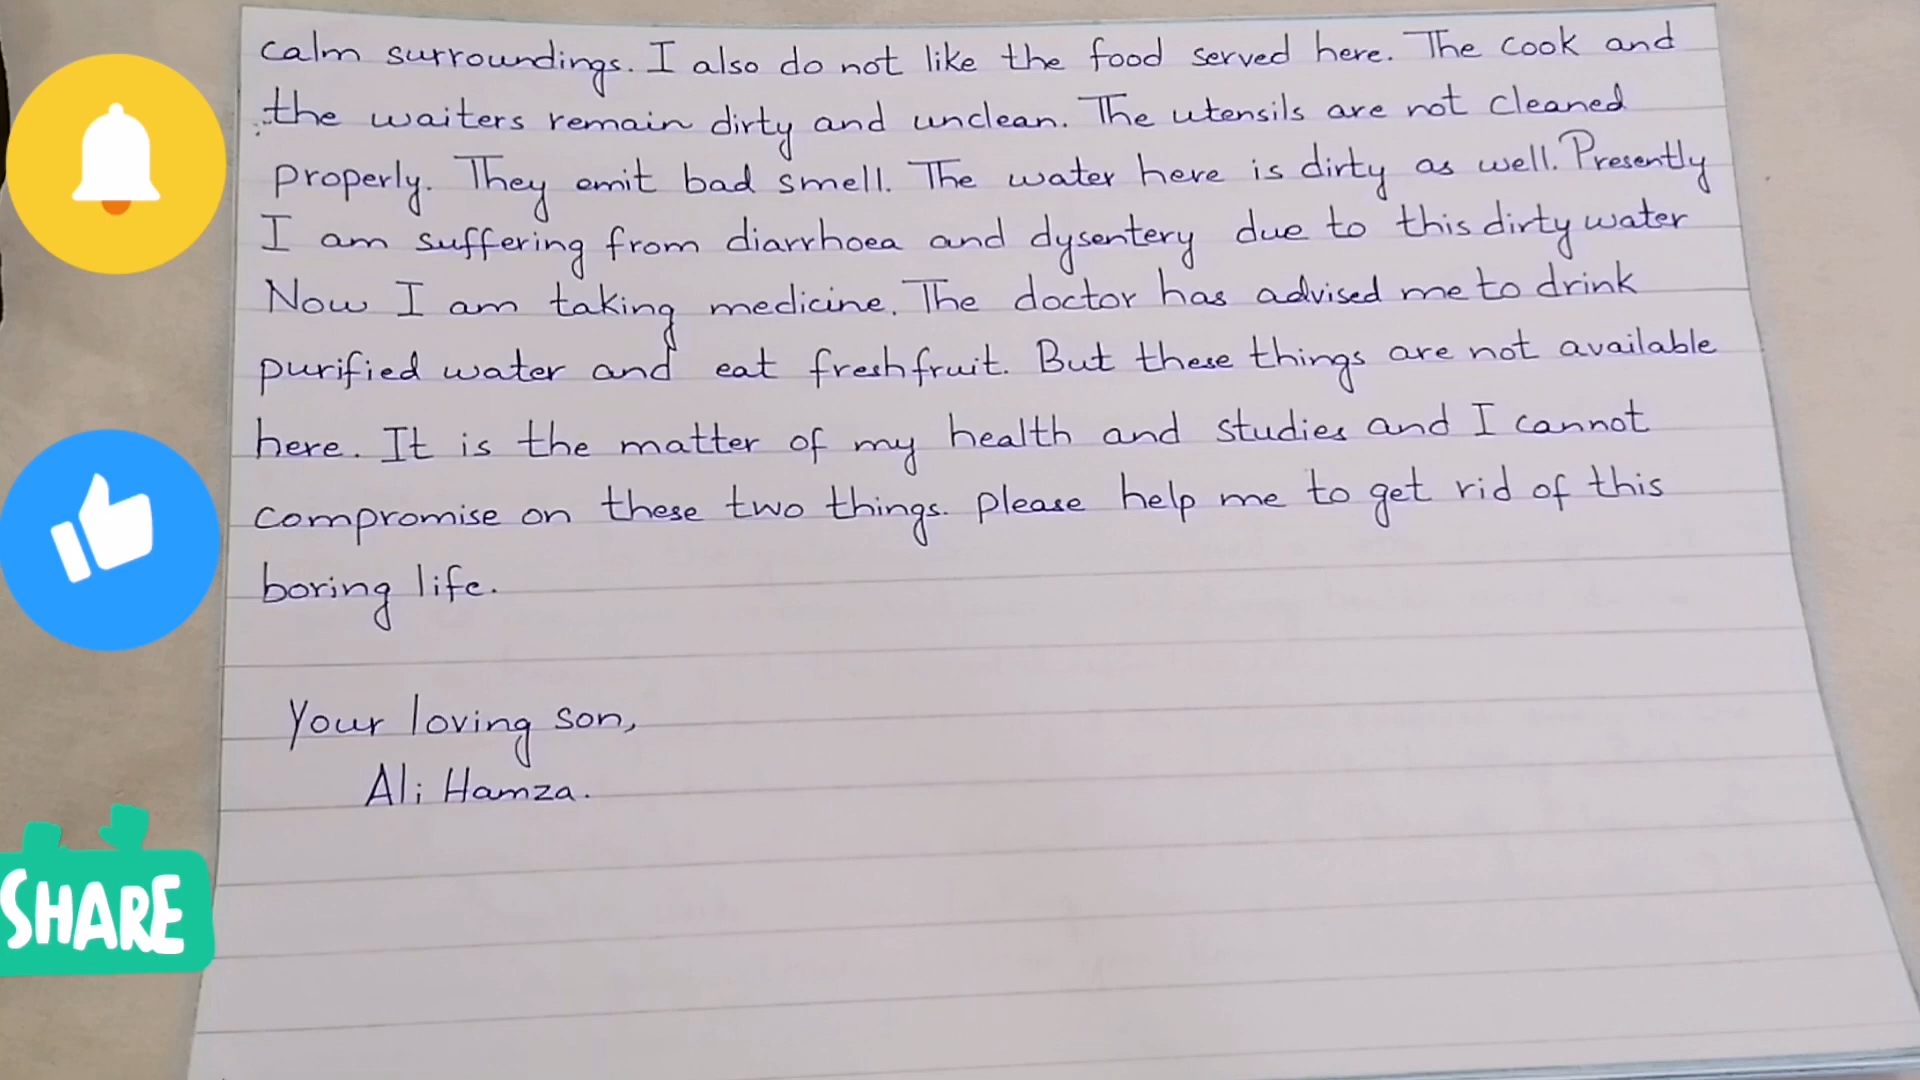 calm surroundings. I also do not like the food served here. The cook and
the waiters remain dirty and unclean. The utensils are not cleaned
properly. They emit bad smell. The water here is dirty as well. Presently
I am suffering from diarrhoea and dysentery due to this dirty water
Now I am taking medicine. The doctor has advised me to drink
purified water and eat fresh fruit. But these things are not available
here. It is the matter of my health and studies and I cannot
compromise on these two things. please help me to get rid of this
boring life.
Your loving son,
Ali Hamza.
SHARE